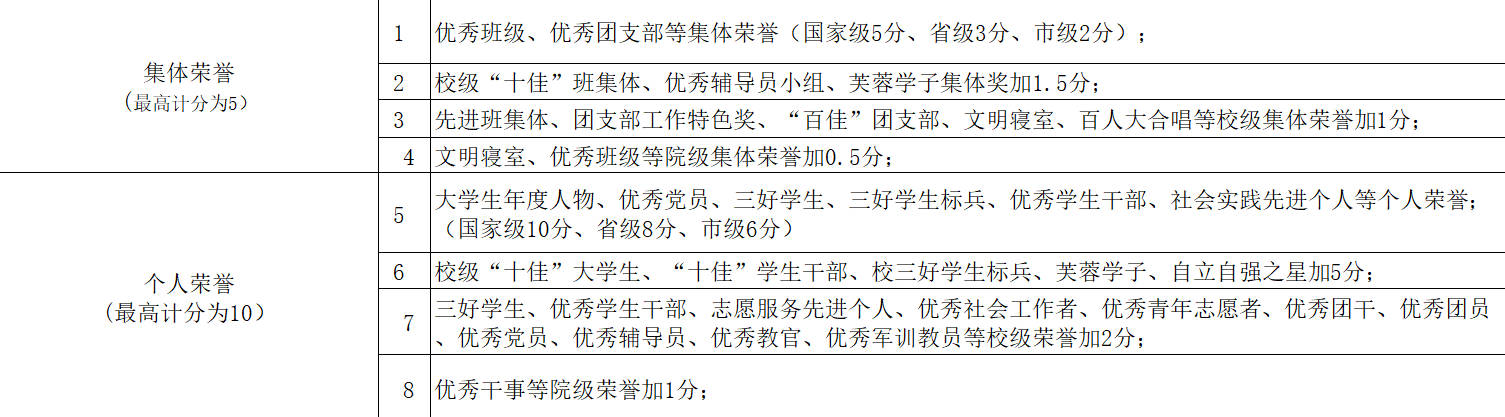 集体荣誉
（最高计分为5）
1
优秀班级、优秀团支部等集体荣誉（国家级5分、省级3分、市级2分）；
2
校级“十佳”班集体、优秀辅导员小组、芙蓉学子集体奖加1.5分；
3
先进班集体、团支部工作特色奖、“百佳”团支部、文明寝室、百人大合唱等校级集体荣誉加1分；
4
文明寝室、优秀班级等院级集体荣誉加0.5分；
个人荣誉
（最高计分为10）
5
大学生年度人物、优秀党员、三好学生、三好学生标兵、优秀学生干部、社会实践先进个人等个人荣誉；
（国家级10分、省级8分、市级6分）
6
校级“十佳”大学生、“十佳”学生干部、校三好学生标兵、芙蓉学子、自立自强之星加5分；
7
三好学生、优秀学生干部、志愿服务先进个人、优秀社会工作者、优秀青年志愿者、优秀团干、优秀团员
、优秀党员、优秀辅导员、优秀教官、优秀军训教员等校级荣誉加2分；
8
优秀干事等院级荣誉加1分；